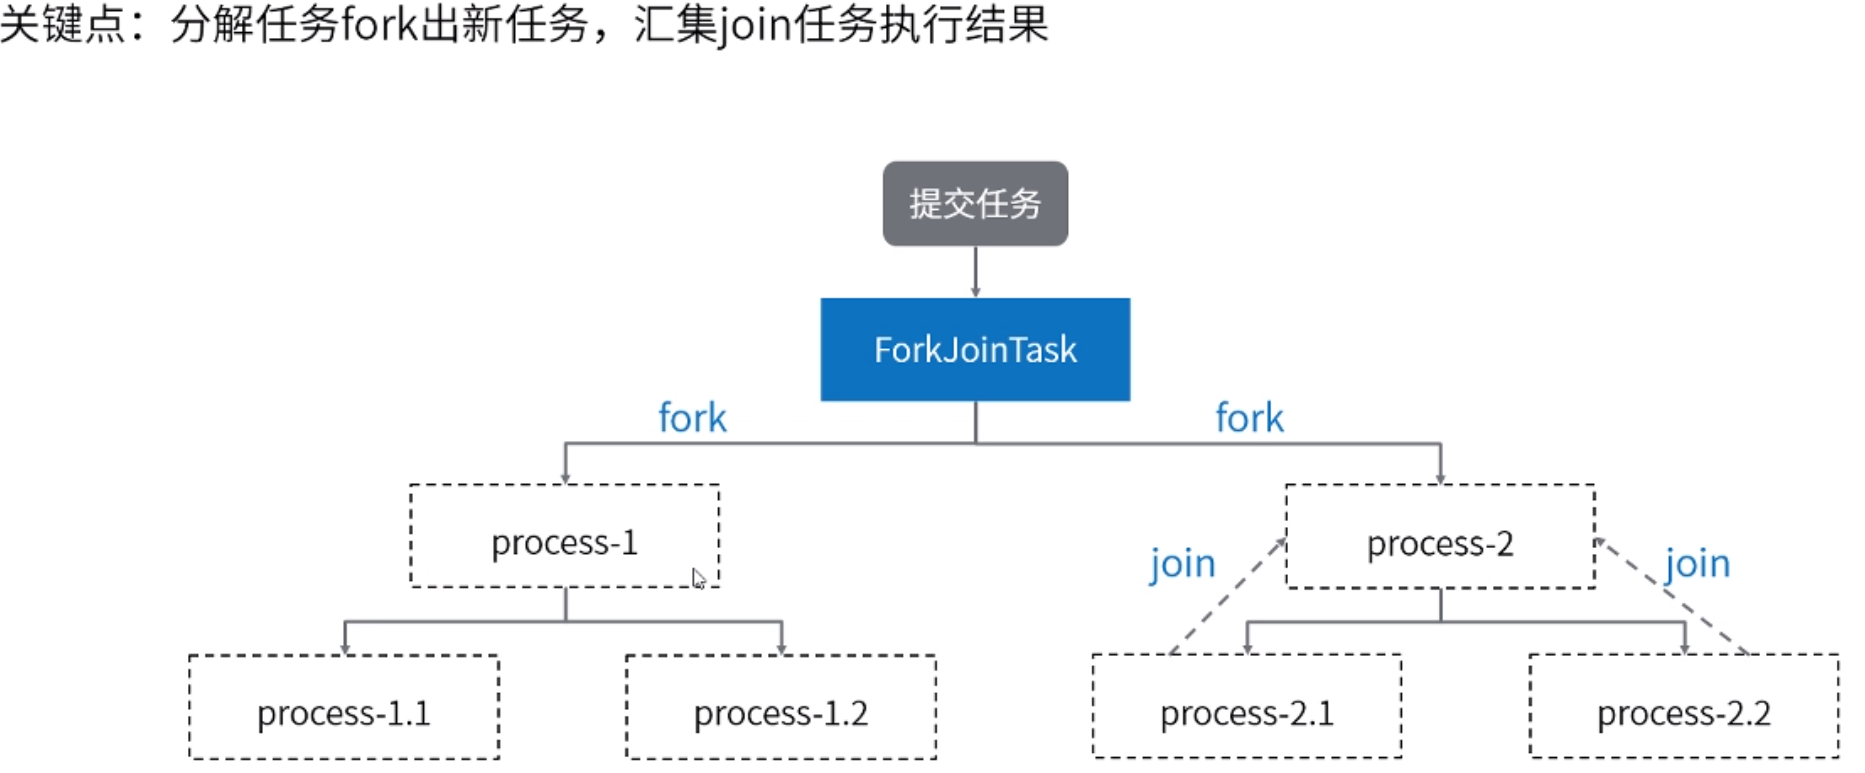 关键点：分解任务fork出新任务，汇集join任务执行结果
提交任务
ForkJoinTask
fork
fork
process-1
process-2
join
join
process-1.1
process-1.2
process-2.1
process-2.2